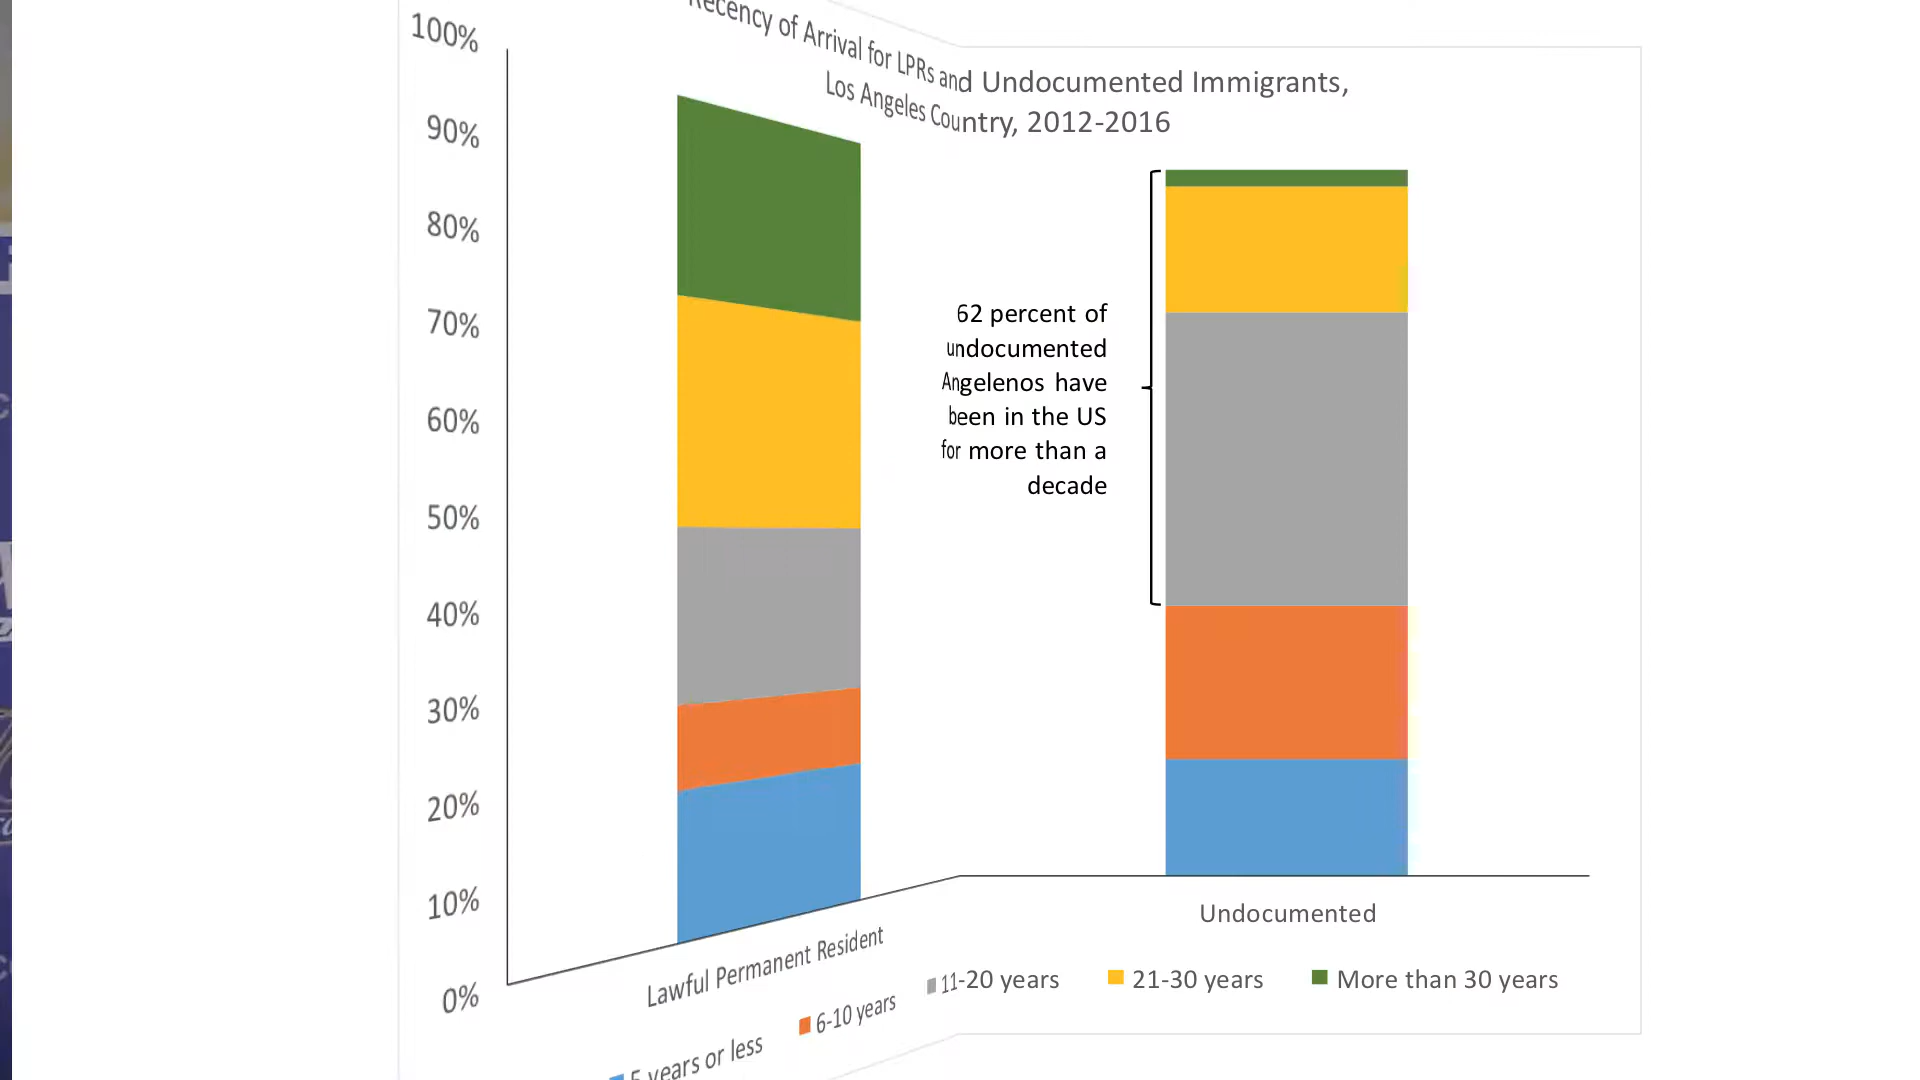 Recency of Arrival for LPRs and Undocumented Immigrants,
Los Angeles Country, 2012-2016
100%
90%
80%
70%
60%
50%
40%
30%
20%
10%
0%
62 percent of
undocumented
Angelenos have
been in the US
for more than a
decade
Lawful Permanent Resident
Undocumented
5 years or less
6-10 years
11-20 years
21-30 years
More than 30 years